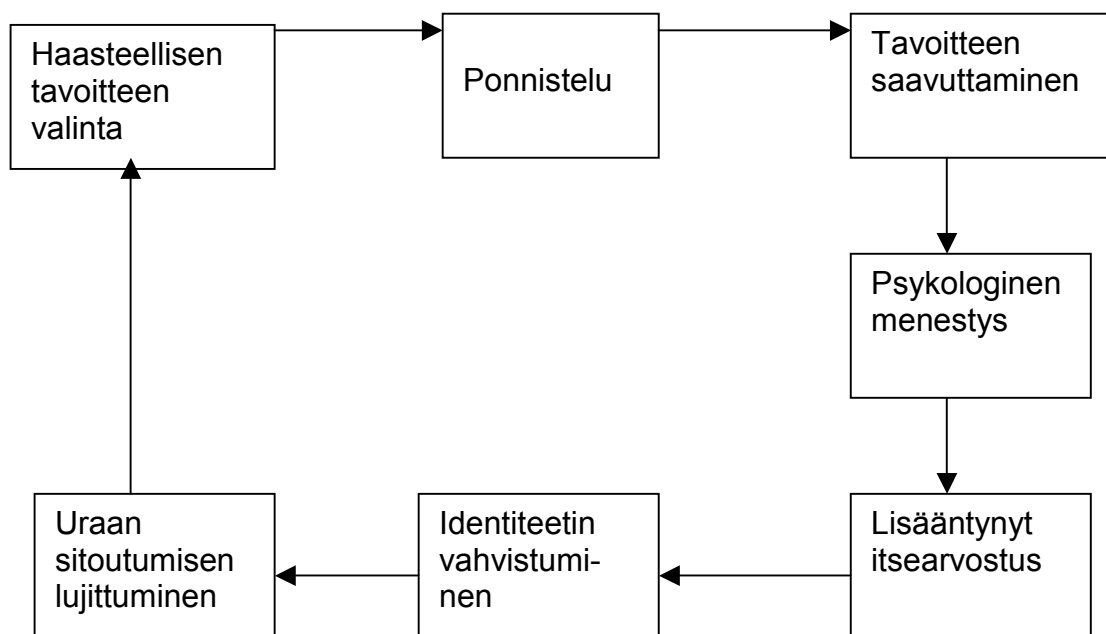 Haasteellisen
tavoitteen
valinta
Ponnistelu
Tavoitteen
saavuttaminen
Psykologinen
menestys
Lisääntynyt
itsearvostus
Identiteetin
vahvistumi-
nen
Uraan
sitoutumisen
lujittuminen